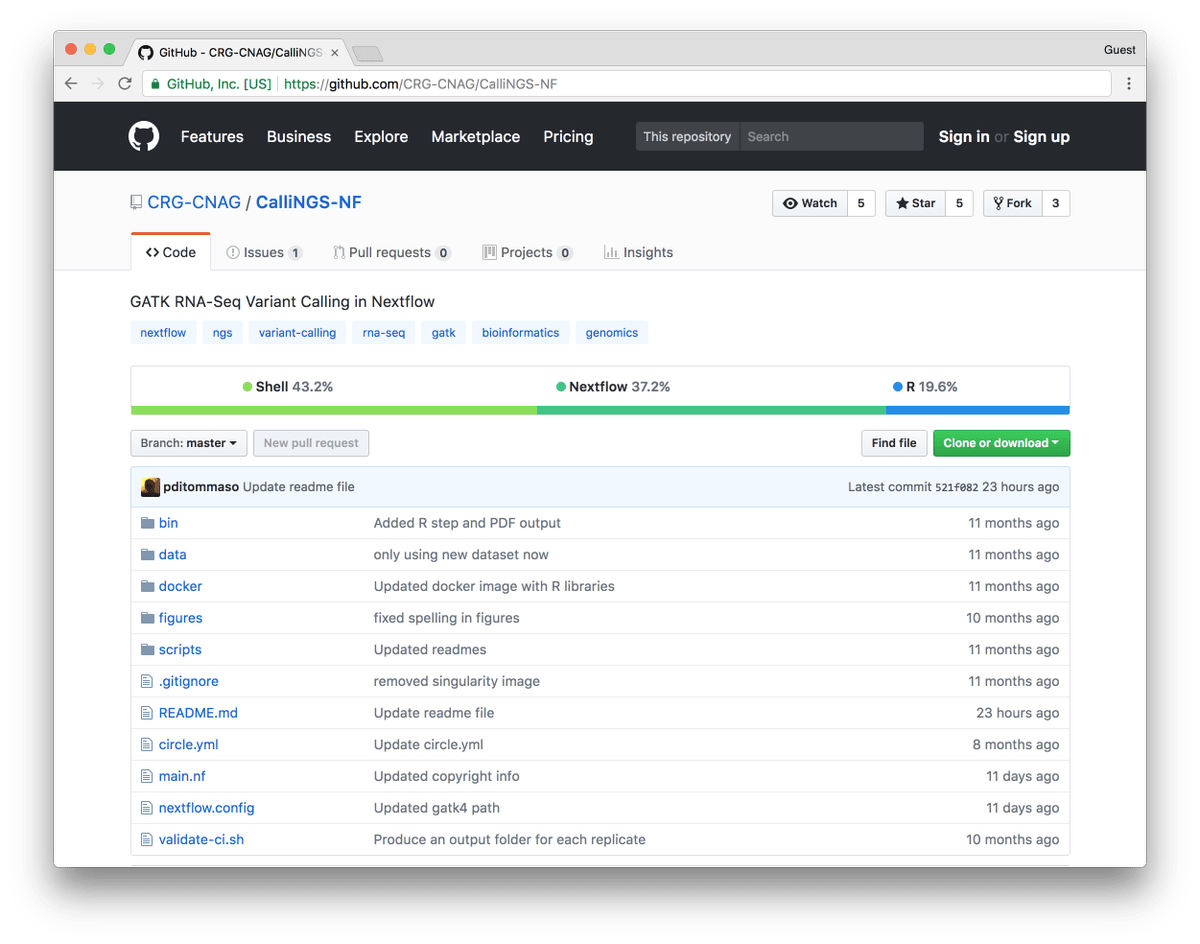 GitHub - CRG-CNAG/CalliNGS
Guest
GitHub, Inc. [US] https://github.com/CRG-CNAG/CalliNGS-NF
Features Business Explore Marketplace Pricing This repository Search Sign in or Sign up
CRG-CNAG / CalliNGS-NF
Watch 5 Star 5 Fork 3
Code Issues 1 Pull requests 0 Projects 0 Insights
GATK RNA-Seq Variant Calling in Nextflow
nextflow ngs variant-calling rna-seq gatk bioinformatics genomics
Shell 43.2% Nextflow 37.2% R 19.6%
Branch: master New pull request Find file Clone or download
pditommaso Update readme file Latest commit 521f082 23 hours ago
bin Added R step and PDF output 11 months ago
data only using new dataset now 11 months ago
docker Updated docker image with R libraries 11 months ago
figures fixed spelling in figures 10 months ago
scripts Updated readmes 11 months ago
.gitignore removed singularity image 11 months ago
README.md Update readme file 23 hours ago
circle.yml Update circle.yml 8 months ago
main.nf Updated copyright info 11 days ago
nextflow.config Updated gatk4 path 11 days ago
validate-ci.sh Produce an output folder for each replicate 10 months ago